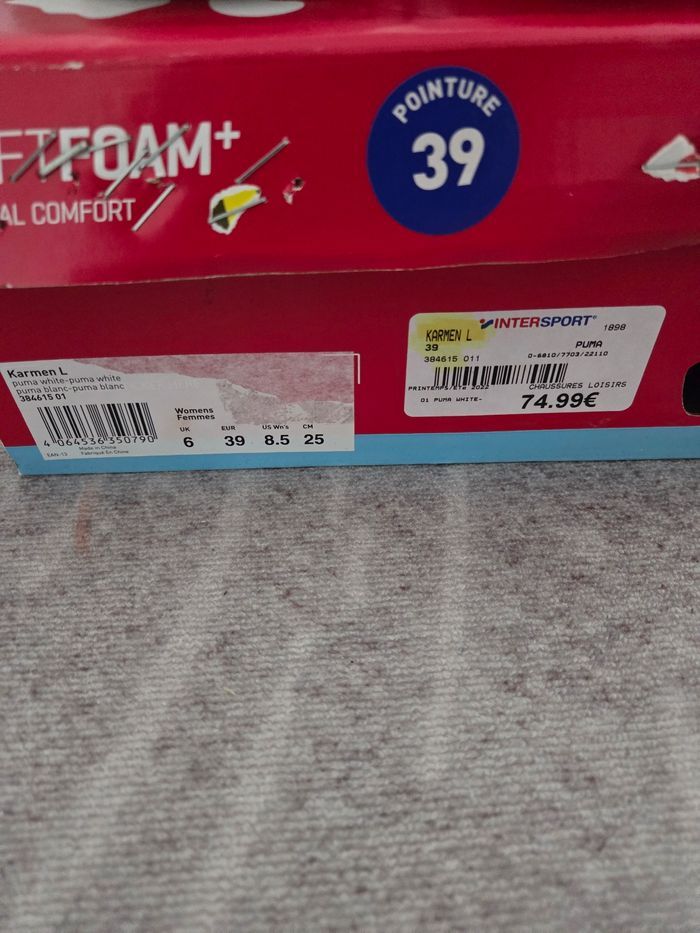 FTFOAM+
AL COMFORT
POINTURE
39
Karmen L
puma white-puma white
puma blanc-puma blanc
384615 01
4 064536 350790
EAN-13
Made in China
Fabriqué En Chine
Womens
Femmes
UK EUR US Wn's CM
6 39 8.5 25
INTERSPORT® 1898
KARMEN L
39 PUMA
384615 011 0-6810/7703/22110
PRINTEMPS/ETE 2022 CHAUSSURES LOISIRS
01 PUMA WHITE- 74.99€